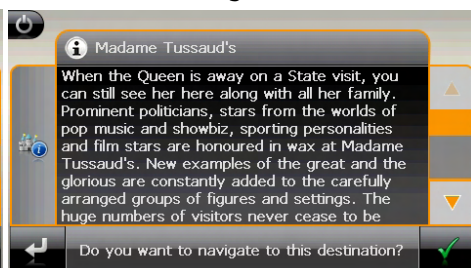 Madame Tussaud's
When the Queen is away on a State visit, you
can still see her here along with all her family.
Prominent politicians, stars from the worlds of
pop music and showbiz, sporting personalities
and film stars are honoured in wax at Madame
Tussaud's. New examples of the great and the
glorious are constantly added to the carefully
arranged groups of figures and settings. The
huge numbers of visitors never cease to be
Do you want to navigate to this destination?